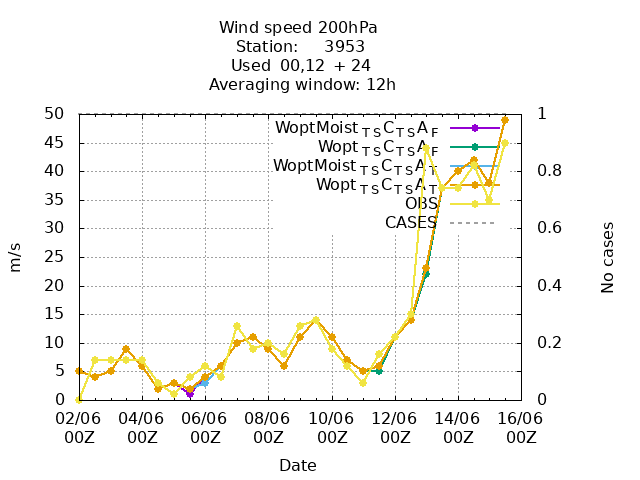 Wind speed 200hPa
Station: 3953
Used 00,12 + 24
Averaging window: 12h
50 1
WoptMoist TS C TS A F
45
Wopt TS C TS A F
40 0.8
WoptMoist TS C TS A T
Wopt TS C TS A T
35
OBS
30 0.6
CASES
25
20 0.4
15
10 0.2
5
0 0
m/s
No cases
02/06 04/06 06/06 08/06 10/06 12/06 14/06 16/06
00Z 00Z 00Z 00Z 00Z 00Z 00Z 00Z
Date